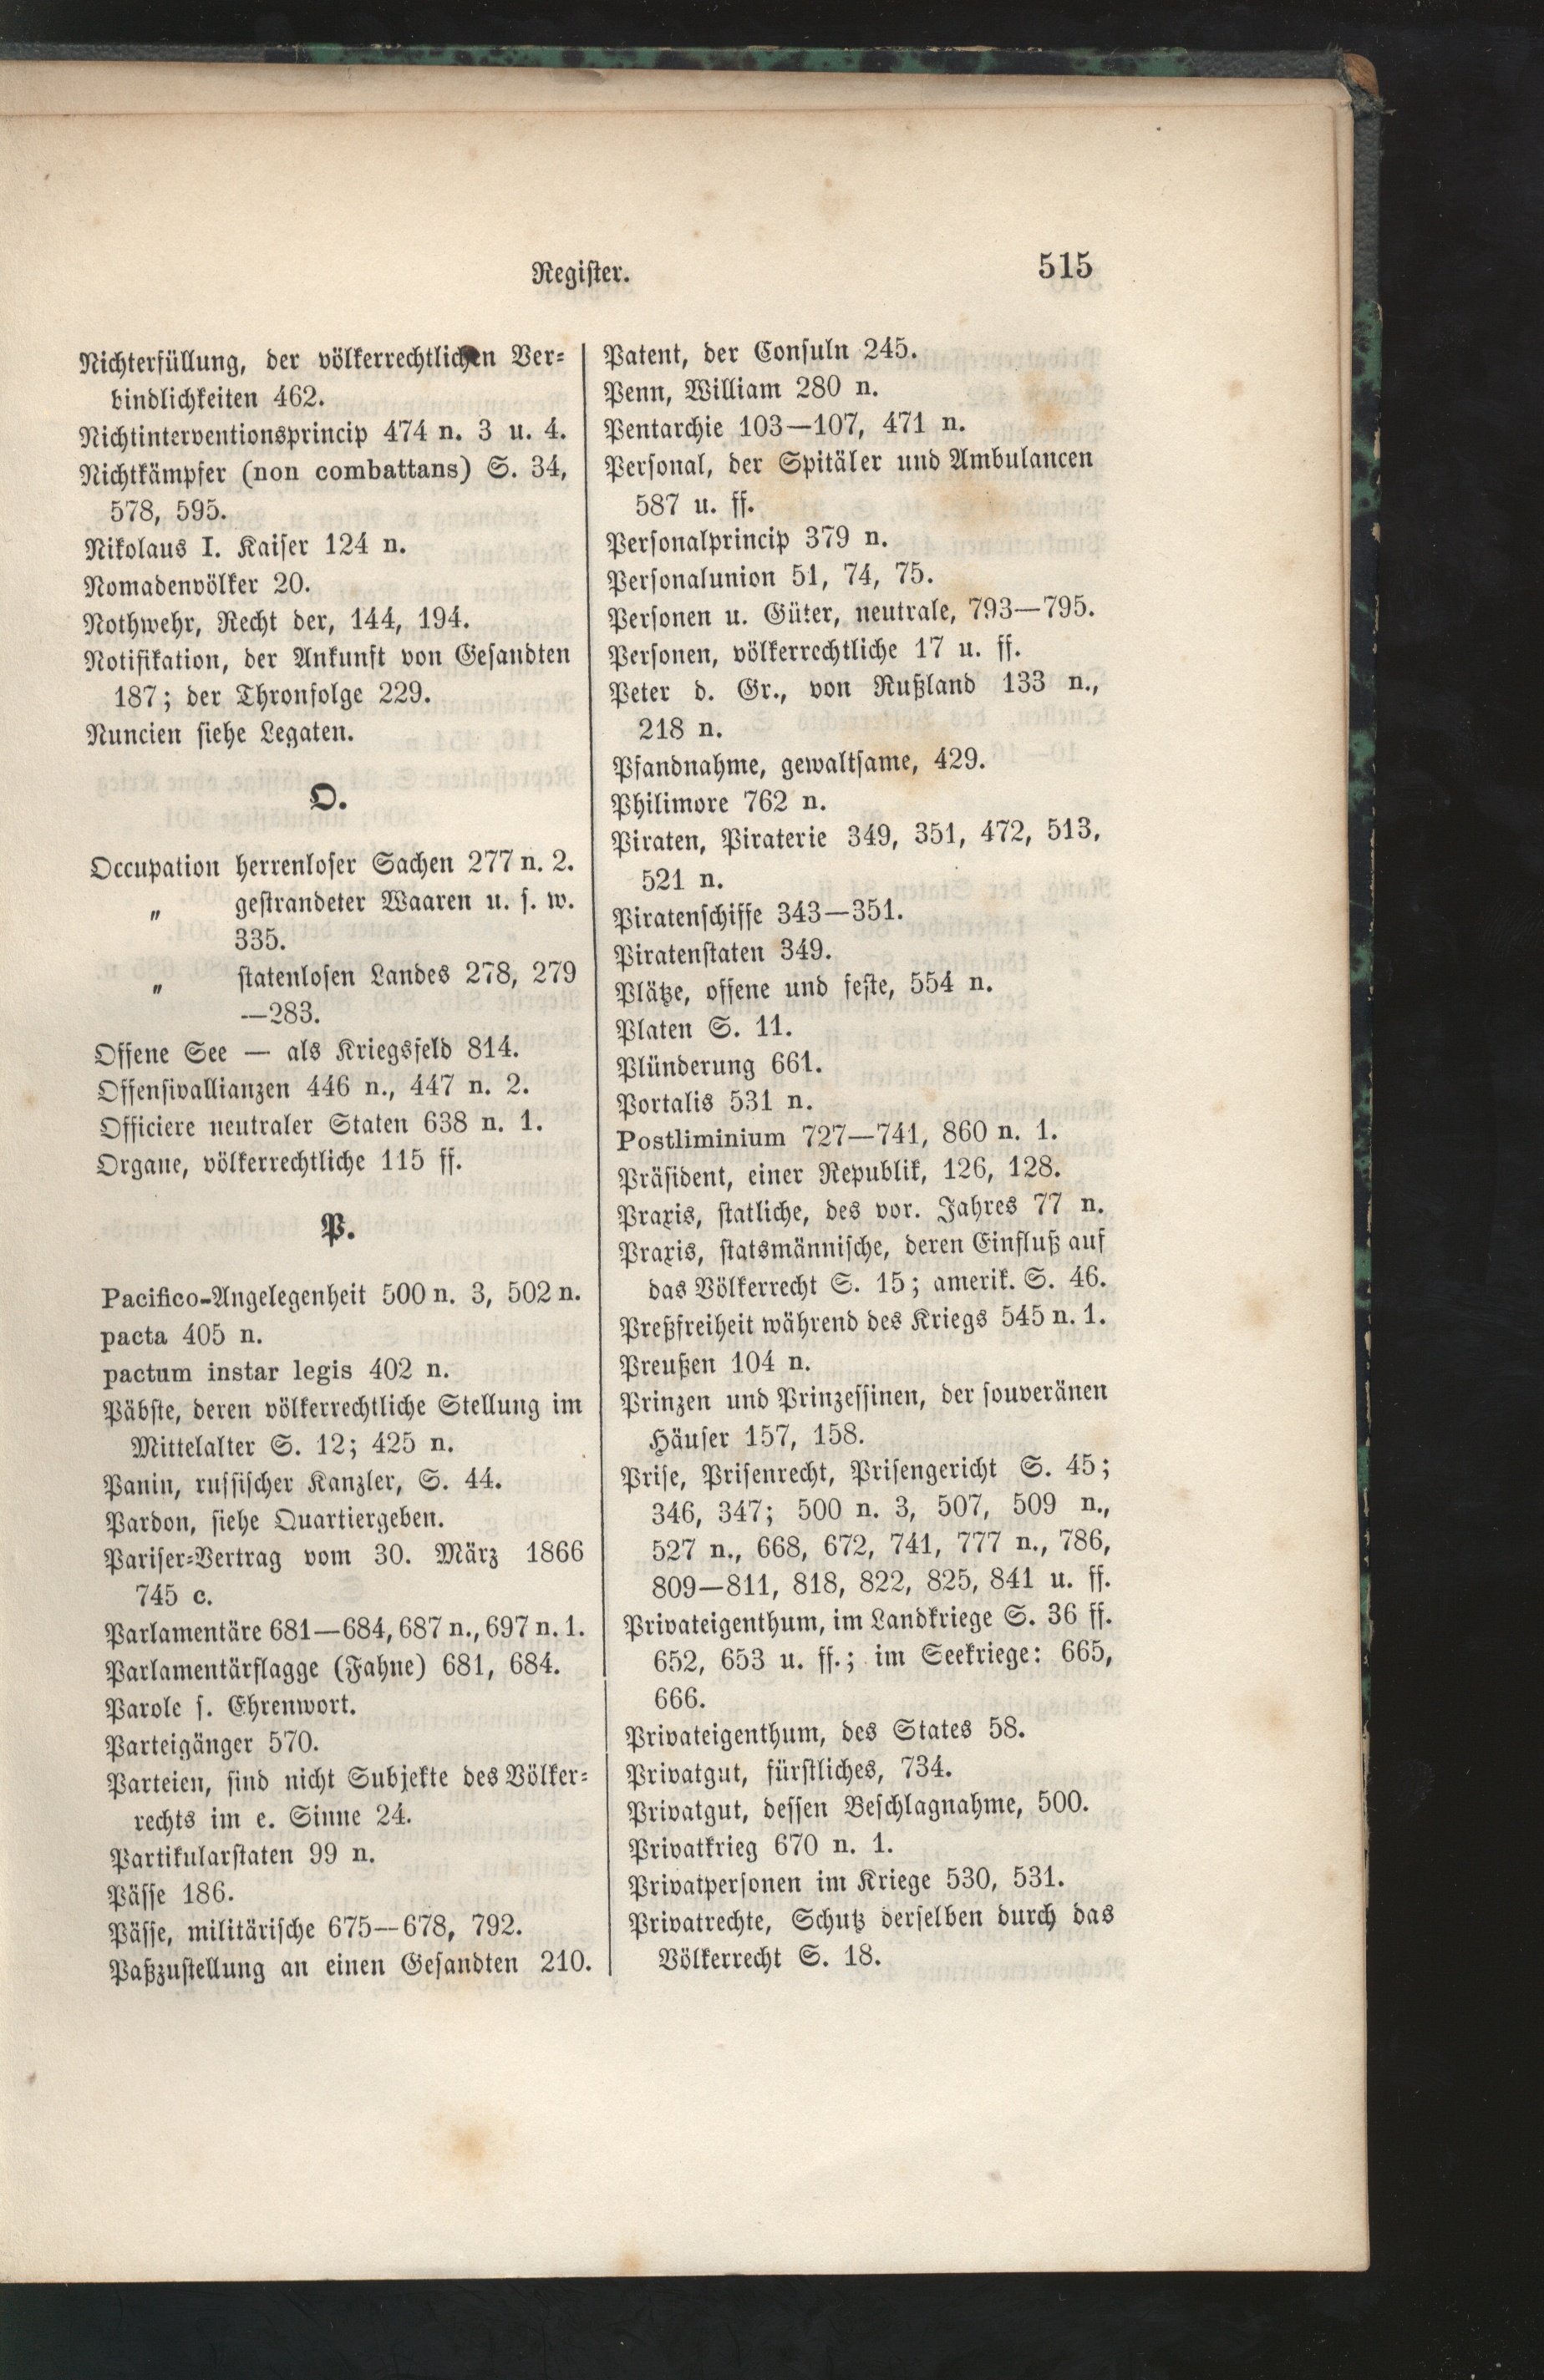 Register.
515
Nichterfüllung, der völkerrechtlichen Ver-
bindlichkeiten 462.
Nichtinterventionsprincip 474 n. 3 u. 4.
Nichtkämpfer (non combattans) S. 34,
578, 595.
Nikolaus I. Kaiser 124 n.
Nomadenvölker 20.
Nothwehr, Recht der, 144, 194.
Notifikation, der Ankunft von Gesandten
187; der Thronfolge 229.
Nuncien siehe Legaten.
O.
Occupation herrenloser Sachen 277 n. 2.
„ gestrandeter Waaren u. s. w.
335.
„ statenlosen Landes 278, 279
—283.
Offene See — als Kriegsfeld 814.
Offensivallianzen 446 n., 447 n. 2.
Officiere neutraler Staten 638 n. 1.
Organe, völkerrechtliche 115 ff.
P.
Pacifico-Angelegenheit 500 n. 3, 502 n.
pacta 405 n.
pactum instar legis 402 n.
Päbste, deren völkerrechtliche Stellung im
Mittelalter S. 12; 425 n.
Panin, russischer Kanzler, S. 44.
Pardon, siehe Quartiergeben.
Pariser-Vertrag vom 30. März 1866
745 c.
Parlamentäre 681—684, 687 n., 697 n. 1.
Parlamentärflagge (Fahne) 681, 684.
Parole s. Ehrenwort.
Parteigänger 570.
Parteien, sind nicht Subjekte des Völker-
rechts im e. Sinne 24.
Partikularstaten 99 n.
Pässe 186.
Pässe, militärische 675—678, 792.
Paßzustellung an einen Gesandten 210.
Patent, der Consuln 245.
Penn, William 280 n.
Pentarchie 103—107, 471 n.
Personal, der Spitäler und Ambulancen
587 u. ff.
Personalprincip 379 n.
Personalunion 51, 74, 75.
Personen u. Güter, neutrale, 793—795.
Personen, völkerrechtliche 17 u. ff.
Peter d. Gr., von Rußland 133 n.,
218 n.
Pfandnahme, gewaltsame, 429.
Philimore 762 n.
Piraten, Piraterie 349, 351, 472, 513,
521 n.
Piratenschiffe 343—351.
Piratenstaten 349.
Plätze, offene und feste, 554 n.
Platen S. 11.
Plünderung 661.
Portalis 531 n.
Postliminium 727—741, 860 n. 1.
Präsident, einer Republik, 126, 128.
Praxis, statliche, des vor. Jahres 77 n.
Praxis, statsmännische, deren Einfluß auf
das Völkerrecht S. 15; amerik. S. 46.
Preßfreiheit während des Kriegs 545 n. 1.
Preußen 104 n.
Prinzen und Prinzessinen, der souveränen
Häuser 157, 158.
Prise, Prisenrecht, Prisengericht S. 45;
346, 347; 500 n. 3, 507, 509 n.,
527 n., 668, 672, 741, 777 n., 786,
809—811, 818, 822, 825, 841 u. ff.
Privateigenthum, im Landkriege S. 36 ff.
652, 653 u. ff.; im Seekriege: 665,
666.
Privateigenthum, des States 58.
Privatgut, fürstliches, 734.
Privatgut, dessen Beschlagnahme, 500.
Privatkrieg 670 n. 1.
Privatpersonen im Kriege 530, 531.
Privatrechte, Schutz derselben durch das
Völkerrecht S. 18.